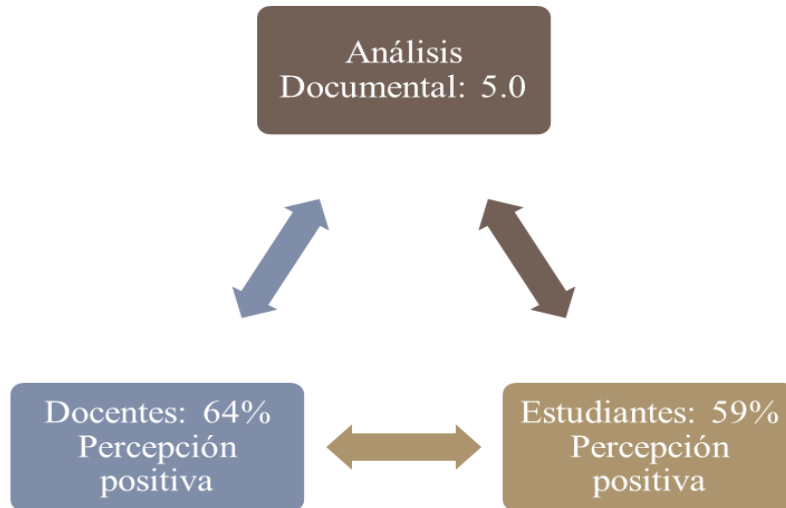 Análisis
Documental: 5.0
Docentes: 64%
Percepción
positiva
Estudiantes: 59%
Percepción
positiva